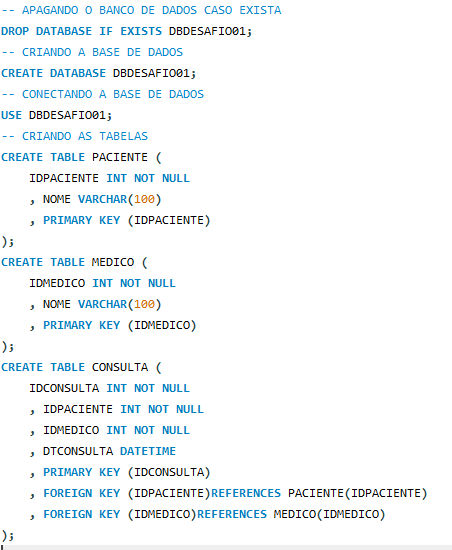 -- APAGANDO O BANCO DE DADOS CASO EXISTA
DROP DATABASE IF EXISTS DBDESAFIO01;
-- CRIANDO A BASE DE DADOS
CREATE DATABASE DBDESAFIO01;
-- CONECTANDO A BASE DE DADOS
USE DBDESAFIO01;
-- CRIANDO AS TABELAS
CREATE TABLE PACIENTE (
    IDPACIENTE INT NOT NULL
    , NOME VARCHAR(100)
    , PRIMARY KEY (IDPACIENTE)
);
CREATE TABLE MEDICO (
    IDMEDICO INT NOT NULL
    , NOME VARCHAR(100)
    , PRIMARY KEY (IDMEDICO)
);
CREATE TABLE CONSULTA (
    IDCONSULTA INT NOT NULL
    , IDPACIENTE INT NOT NULL
    , IDMEDICO INT NOT NULL
    , DTCONSULTA DATETIME
    , PRIMARY KEY (IDCONSULTA)
    , FOREIGN KEY (IDPACIENTE)REFERENCES PACIENTE(IDPACIENTE)
    , FOREIGN KEY (IDMEDICO)REFERENCES MEDICO(IDMEDICO)
);